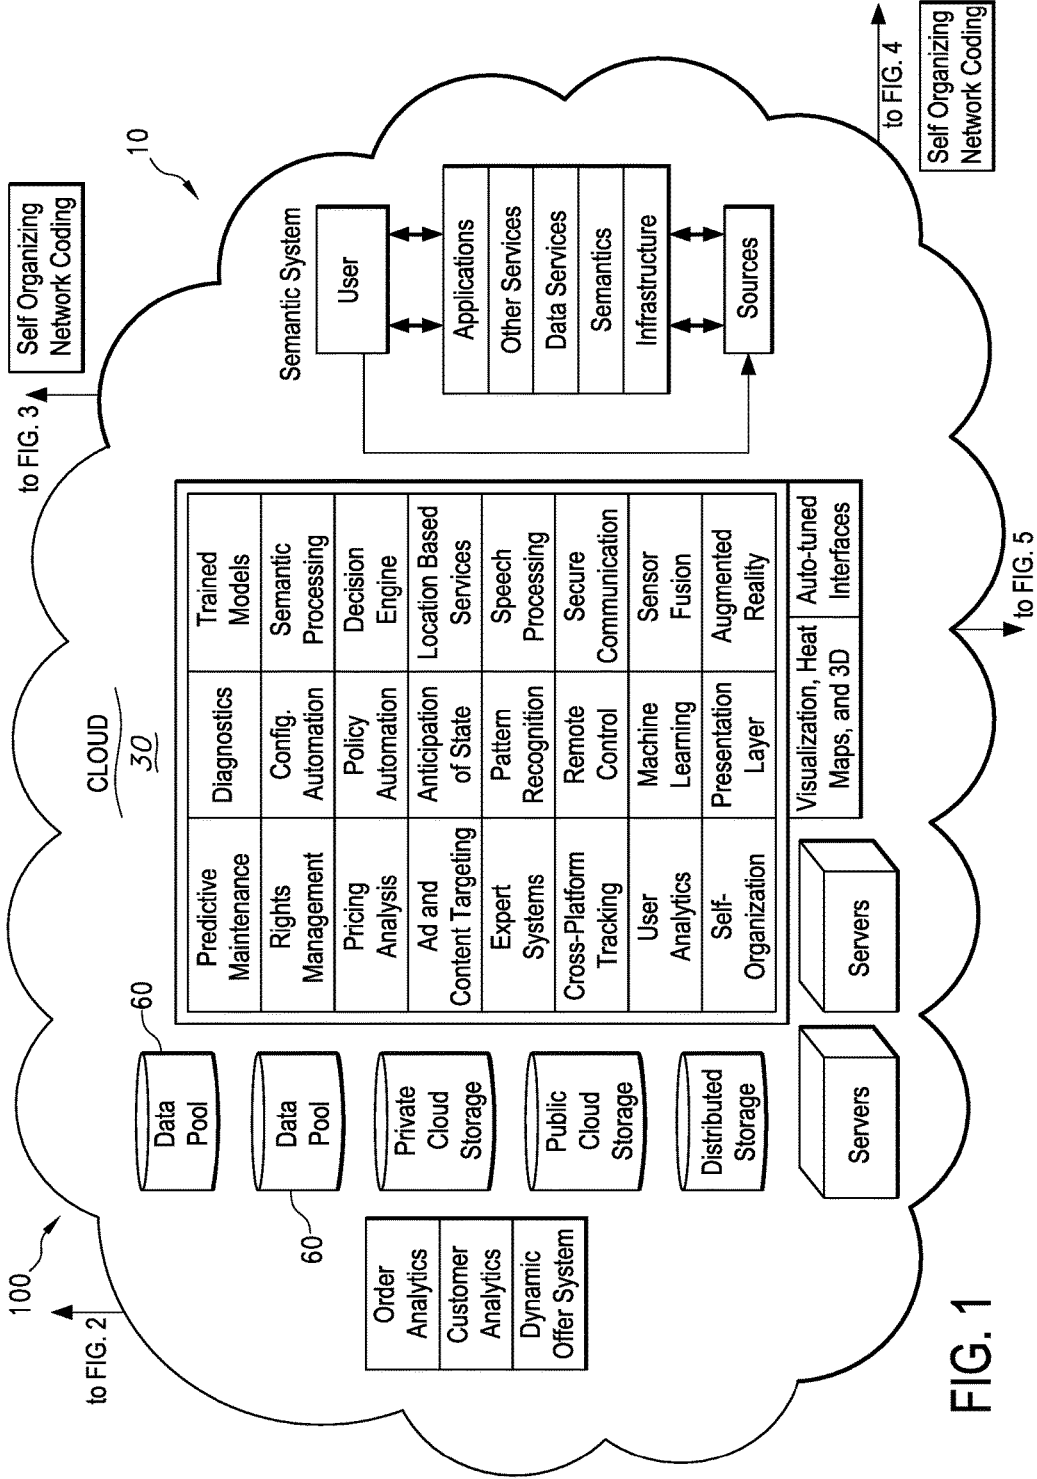 to FIG. 2
100
to FIG. 3
Self Organizing
Network Coding
10
CLOUD
30
60
Data
Pool
Data
Pool
60
Private
Cloud
Storage
Public
Cloud
Storage
Distributed
Storage
Order
Analytics
Customer
Analytics
Dynamic
Offer System
Predictive
Maintenance
Diagnostics
Trained
Models
Rights
Management
Config.
Automation
Semantic
Processing
Pricing
Analysis
Policy
Automation
Decision
Engine
Ad and
Content Targeting
Anticipation
of State
Location Based
Services
Expert
Systems
Pattern
Recognition
Speech
Processing
Cross-Platform
Tracking
Remote
Control
Secure
Communication
User
Analytics
Machine
Learning
Sensor
Fusion
Self-
Organization
Presentation
Layer
Augmented
Reality
Visualization, Heat
Maps, and 3D
Auto-tuned
Interfaces
Servers
Servers
Semantic System
User
Applications
Other Services
Data Services
Semantics
Infrastructure
Sources
to FIG. 5
to FIG. 4
Self Organizing
Network Coding
FIG. 1